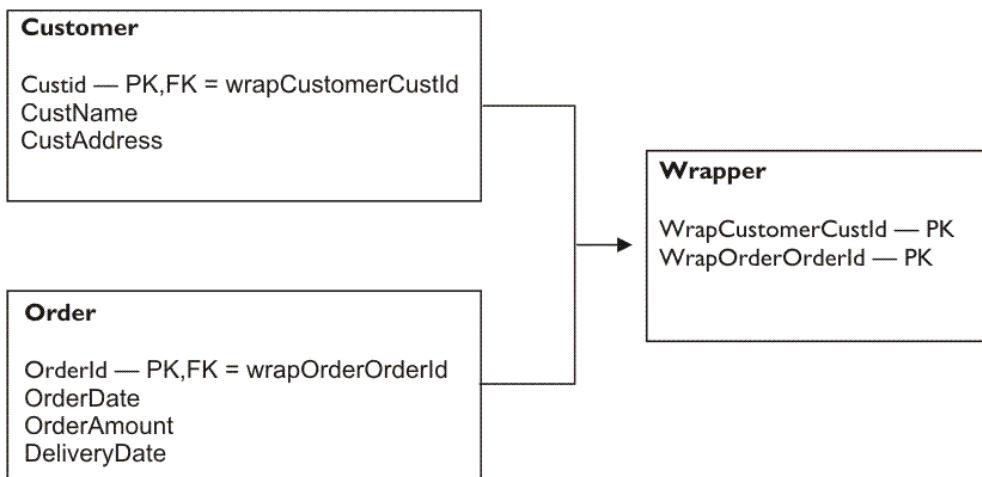 Customer
Custid — PK,FK = wrapCustomerCustId
CustName
CustAddress
Wrapper
WrapCustomerCustId — PK
WrapOrderOrderId — PK
Order
OrderId — PK,FK = wrapOrderOrderId
OrderDate
OrderAmount
DeliveryDate